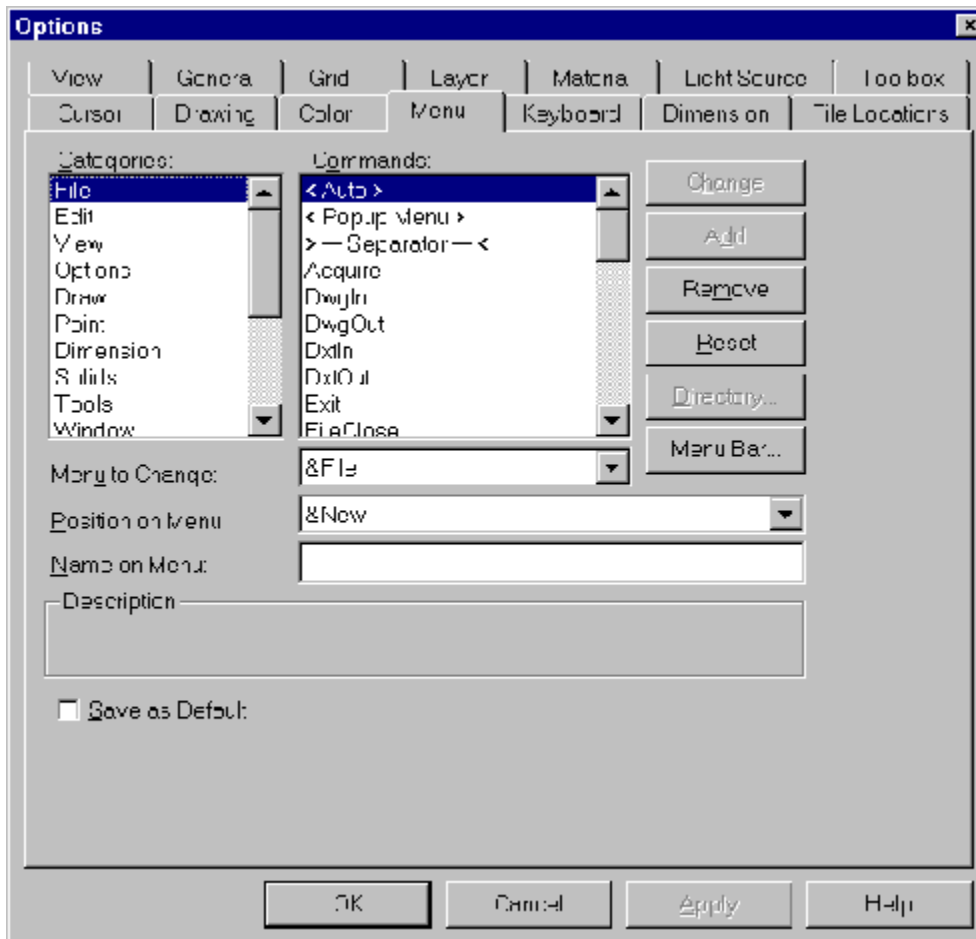 Options
View General Grid Layer Material Light Source Toolbox
Cursor Drawing Color Menu Keyboard Dimension File Locations
Categories: Commands:
File
Edit
View
Options
Draw
Point
Dimension
Solids
Tools
Window
< Auto >
< Popup Menu >
>—Separator—<
Acquire
DwgIn
DwgOut
DxfIn
DxfOut
Exit
FileClose
Change
Add
Remove
Reset
Directory...
Menu Bar...
Menu to Change: &File
Position on Menu &New
Name on Menu:
Description
Save as Default
OK Cancel Apply Help